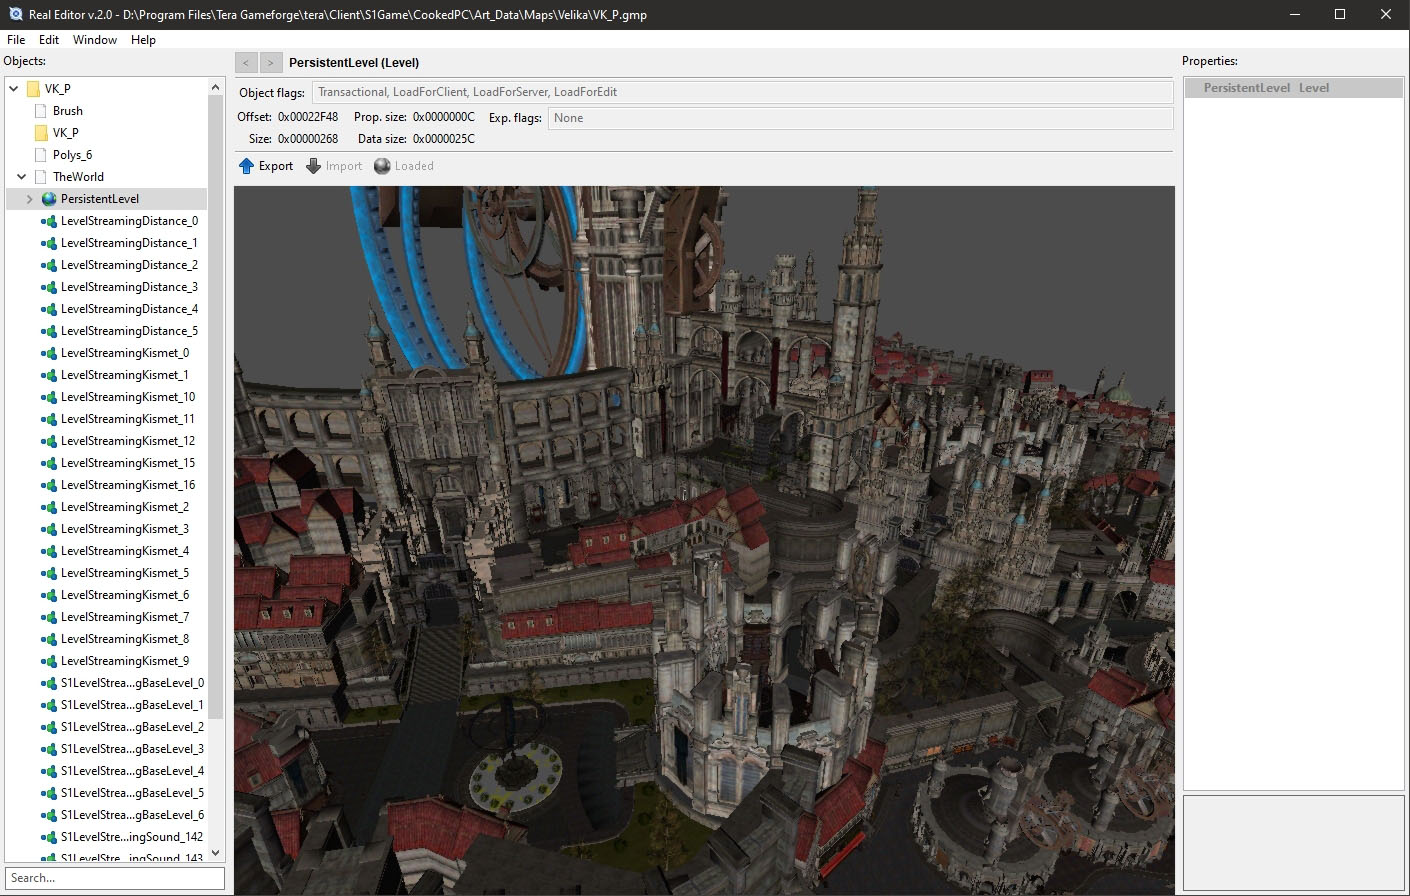 Real Editor v.2.0 - D:\Program Files\Tera Gameforge\tera\Client\S1Game\CookedPC\Art_Data\Maps\Velika\VK_P.gmp
File Edit Window Help
Objects:
VK_P
Brush
VK_P
Polys_6
TheWorld
PersistentLevel
LevelStreamingDistance_0
LevelStreamingDistance_1
LevelStreamingDistance_2
LevelStreamingDistance_3
LevelStreamingDistance_4
LevelStreamingDistance_5
LevelStreamingKismet_0
LevelStreamingKismet_1
LevelStreamingKismet_10
LevelStreamingKismet_11
LevelStreamingKismet_12
LevelStreamingKismet_15
LevelStreamingKismet_16
LevelStreamingKismet_2
LevelStreamingKismet_3
LevelStreamingKismet_4
LevelStreamingKismet_5
LevelStreamingKismet_6
LevelStreamingKismet_7
LevelStreamingKismet_8
LevelStreamingKismet_9
S1LevelStrea...gBaseLevel_0
S1LevelStrea...gBaseLevel_1
S1LevelStrea...gBaseLevel_2
S1LevelStrea...gBaseLevel_3
S1LevelStrea...gBaseLevel_4
S1LevelStrea...gBaseLevel_5
S1LevelStrea...gBaseLevel_6
S1LevelStre...ingSound_142
S1LevelStre...ingSound_143
Search...
< > PersistentLevel (Level)
Object flags: Transactional, LoadForClient, LoadForServer, LoadForEdit
Offset: 0x00022F48 Prop. size: 0x0000000C Exp. flags: None
Size: 0x00000268 Data size: 0x0000025C
Export Import Loaded
Properties:
PersistentLevel Level